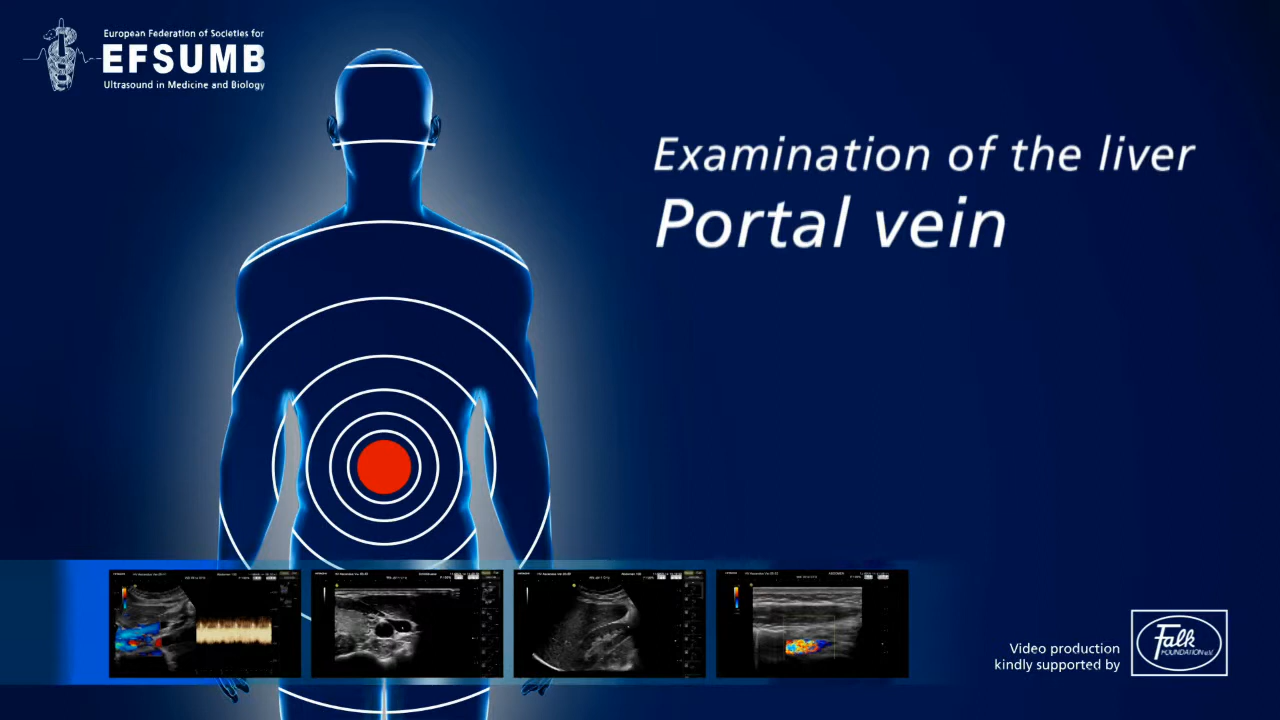 European Federation of Societies for
EFSUMB
Ultrasound in Medicine and Biology
Examination of the liver
Portal vein
Video production
kindly supported by
Falk
FOUNDATION e.V.